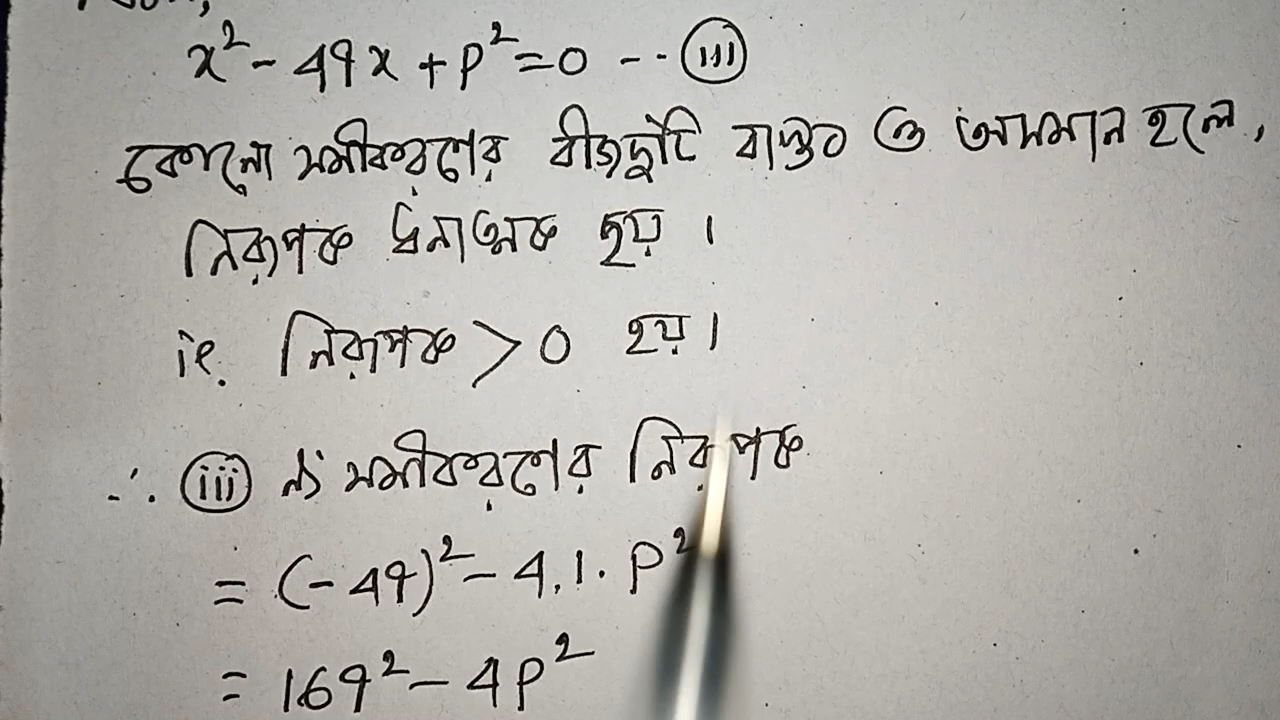 x² - 4qx + p² = 0 --- (iii)
কোনো সমীকরণের বীজদুটি বাস্তব ও অসমান হলে,
নিরূপক ধনাত্মক হয়।
ie. নিরূপক > 0 হয়।
∴ (iii) নং সমীকরণের নিরূপক
= (-4q)² - 4.1. p²
= 16q² - 4p²